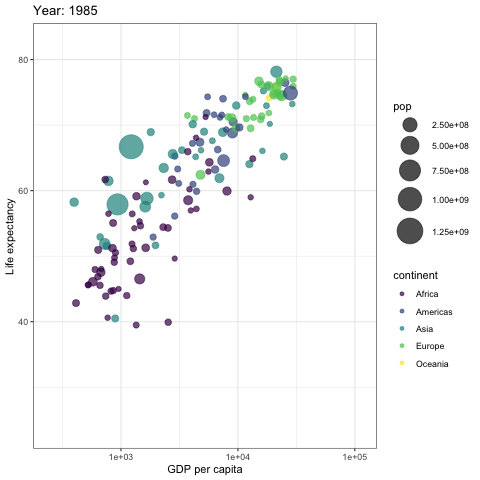 Year: 1985
80
60
40
Life expectancy
1e+03
1e+04
1e+05
GDP per capita
pop
2.50e+08
5.00e+08
7.50e+08
1.00e+09
1.25e+09
continent
Africa
Americas
Asia
Europe
Oceania